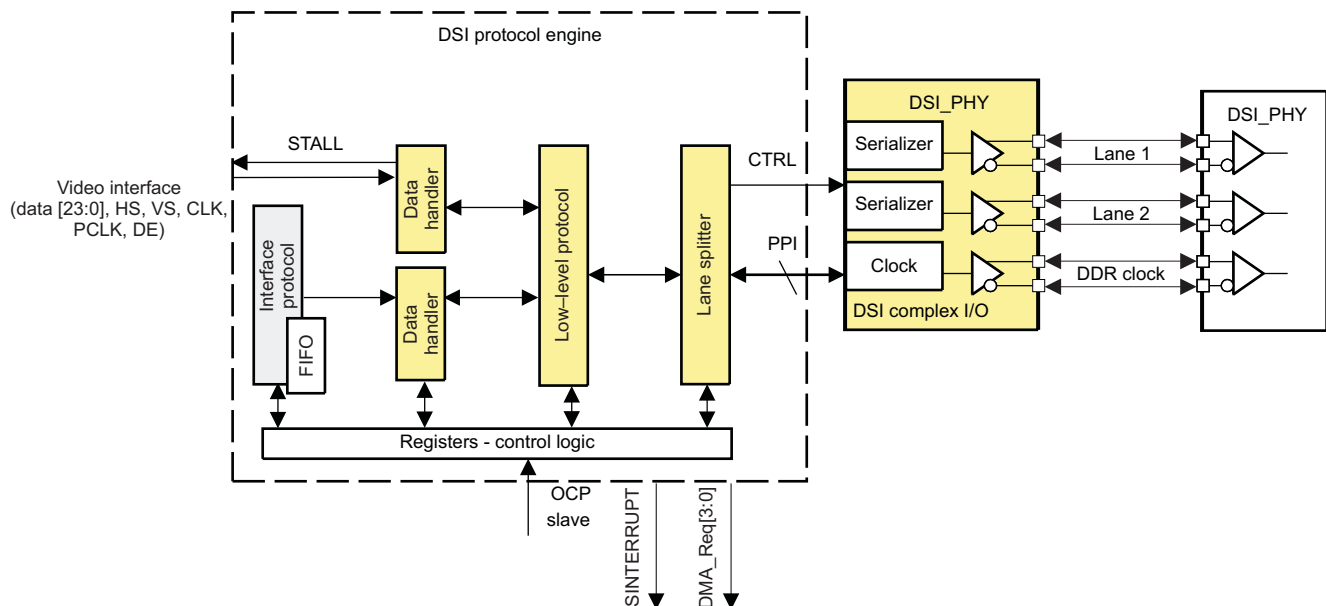 DSI protocol engine
STALL
Video interface
(data [23:0], HS, VS, CLK,
PCLK, DE)
Interface
protocol
FIFO
Data
handler
Data
handler
Low–level protocol
Lane splitter
CTRL
PPI
Registers - control logic
OCP
slave
SINTERRUPT
DMA_Req[3:0]
DSI_PHY
Serializer
Serializer
Clock
DSI complex I/O
Lane 1
Lane 2
DDR clock
DSI_PHY